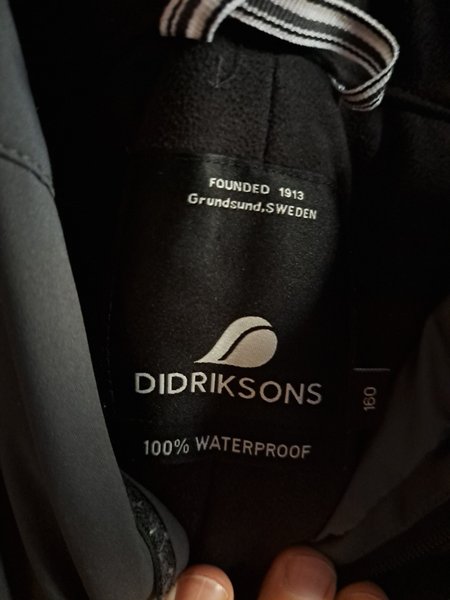 FOUNDED 1913
Grundsund,SWEDEN
DIDRIKSONS
160
100% WATERPROOF